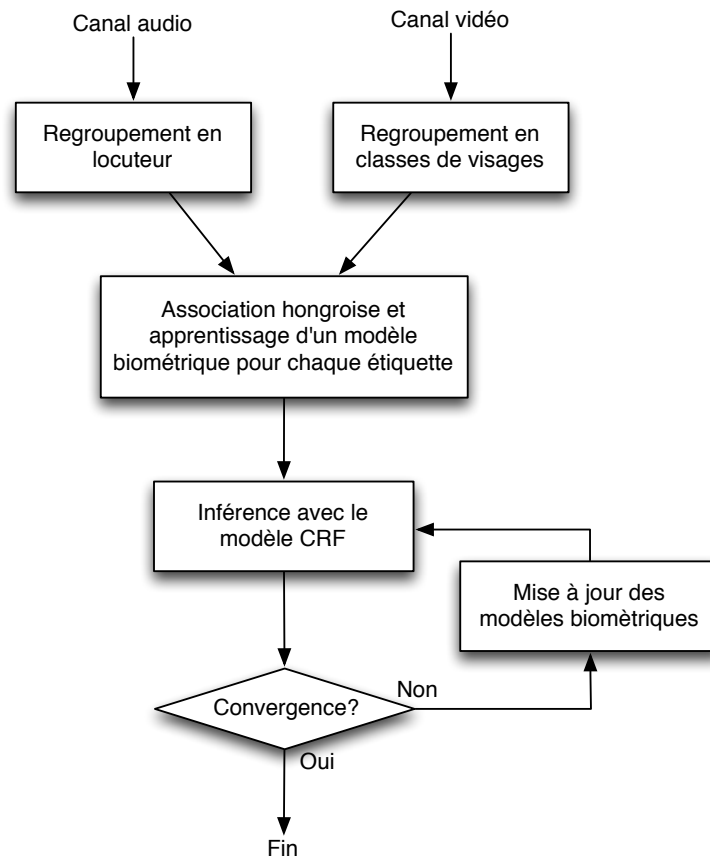 Canal audio
Canal vidéo
Regroupement en
locuteur
Regroupement en
classes de visages
Association hongroise et
apprentissage d'un modèle
biométrique pour chaque étiquette
Inférence avec le
modèle CRF
Mise à jour des
modèles biomètriques
Convergence?
Non
Oui
Fin